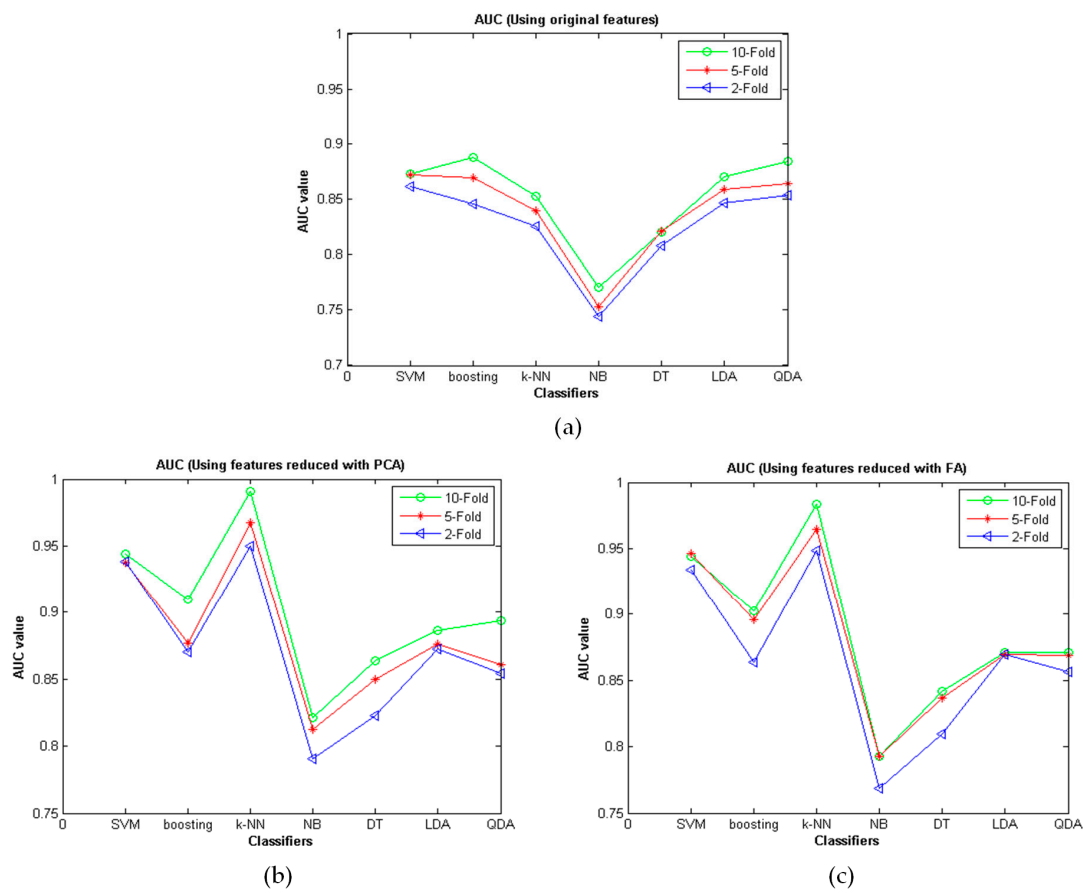 AUC (Using original features)
1
0.95
0.9
0.85
0.8
0.75
0.7
AUC value
10-Fold
5-Fold
2-Fold
0 SVM boosting k-NN NB DT LDA QDA
Classifiers
(a)
AUC (Using features reduced with PCA)
1
0.95
0.9
0.85
0.8
0.75
AUC value
10-Fold
5-Fold
2-Fold
0 SVM boosting k-NN NB DT LDA QDA
Classifiers
(b)
AUC (Using features reduced with FA)
1
0.95
0.9
0.85
0.8
0.75
AUC value
10-Fold
5-Fold
2-Fold
0 SVM boosting k-NN NB DT LDA QDA
Classifiers
(c)